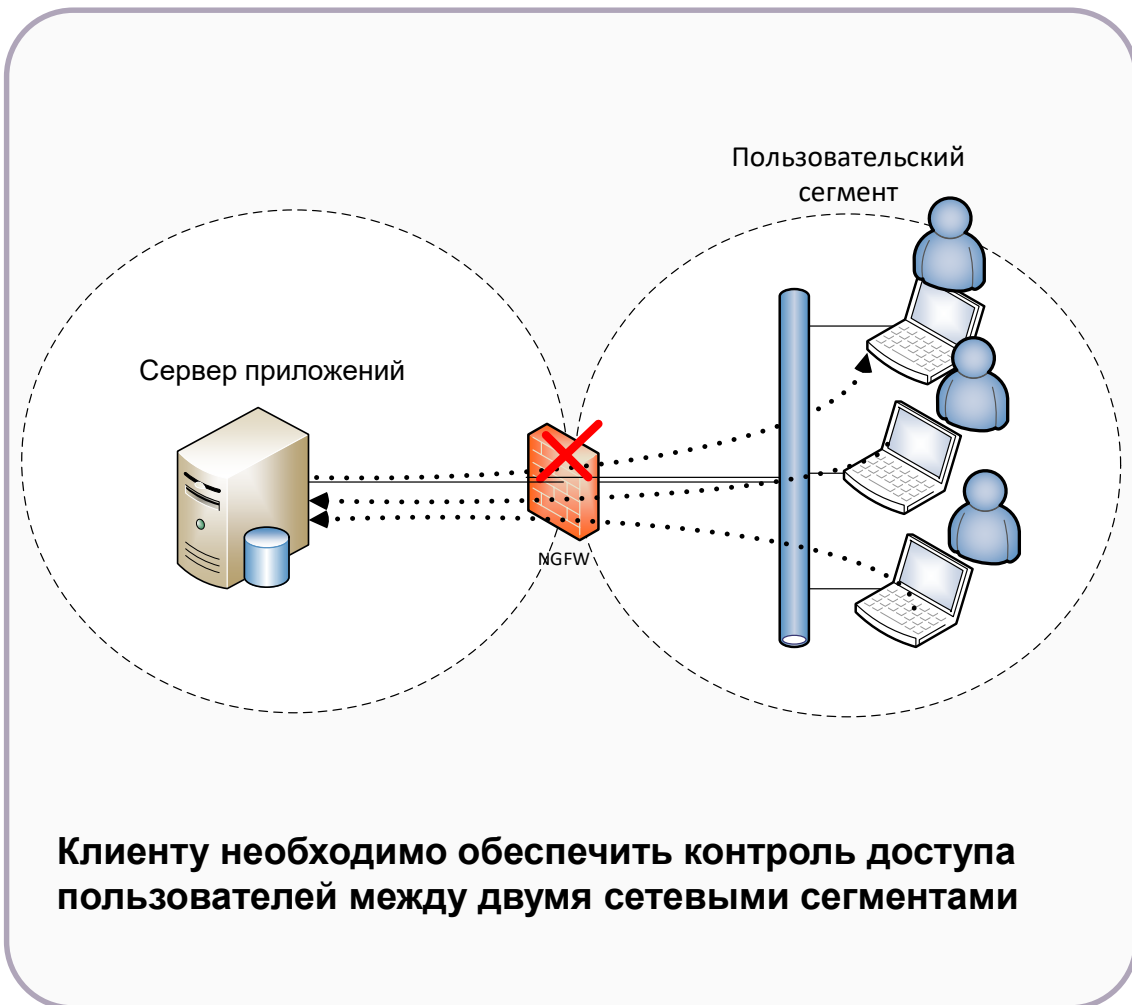 Пользовательский
сегмент
Сервер приложений
NGFW
Клиенту необходимо обеспечить контроль доступа
пользователей между двумя сетевыми сегментами